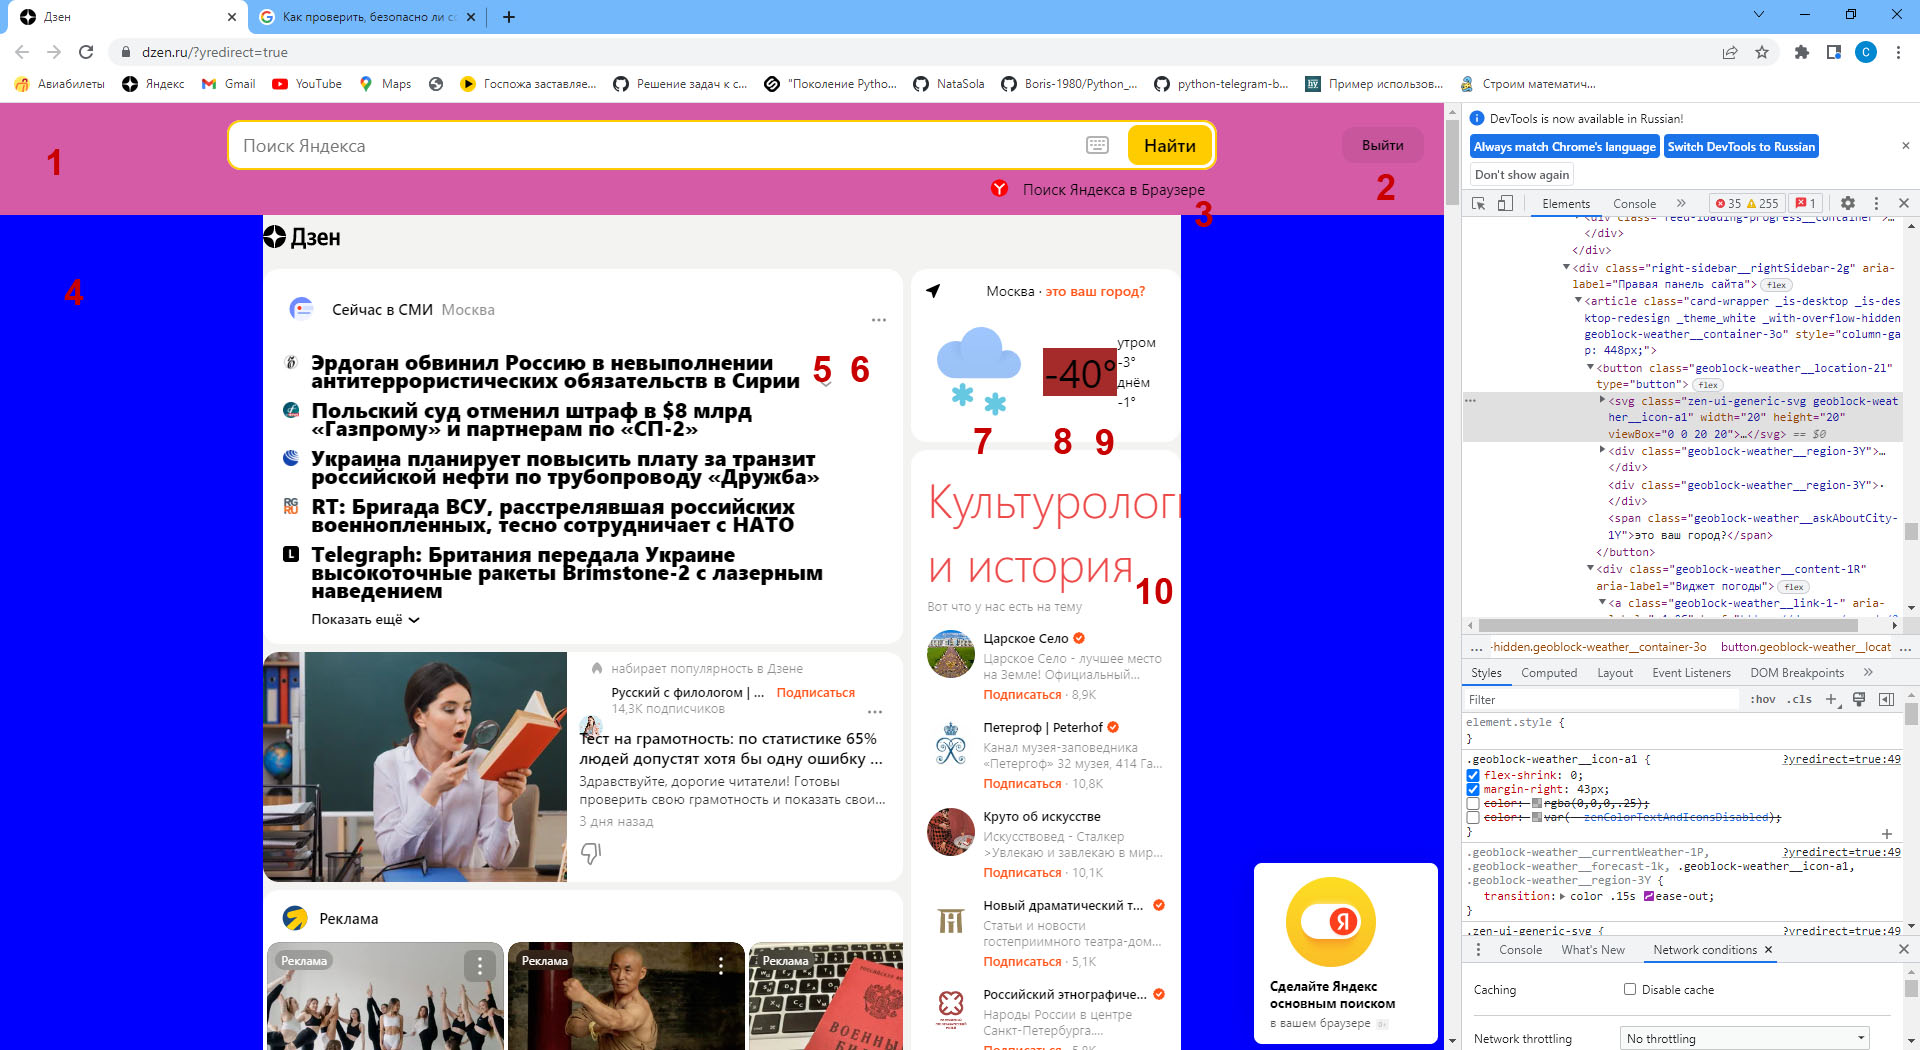 Дзен
Как проверить, безопасно ли с
dzen.ru/?yredirect=true
Авиабилеты
Яндекс
Gmail
YouTube
Maps
Госпожа заставляе...
Решение задач к с...
"Поколение Pytho...
NataSola
Boris-1980/Python_...
python-telegram-b...
Пример использов...
Строим математич...
1
Поиск Яндекса
Найти
Выйти
2
Поиск Яндекса в Браузере
3
Дзен
4
Сейчас в СМИ Москва
Эрдоган обвинил Россию в невыполнении
антитеррористических обязательств в Сирии
5 6
Польский суд отменил штраф в $8 млрд
«Газпрому» и партнерам по «СП-2»
Украина планирует повысить плату за транзит
российской нефти по трубопроводу «Дружба»
RT: Бригада ВСУ, расстрелявшая российских
военнопленных, тесно сотрудничает с НАТО
Telegraph: Британия передала Украине
высокоточные ракеты Brimstone-2 с лазерным
наведением
Показать ещё
Москва · это ваш город?
-40°
утром
-3°
днём
-1°
7 8 9
Культуролог
и история
10
Вот что у нас есть на тему
Царское Село
Царское Село - лучшее место
на Земле! Официальный...
Подписаться · 8,9K
Петергоф | Peterhof
Канал музея-заповедника
«Петергоф» 32 музея, 414 Га...
Подписаться · 10,8K
Круто об искусстве
Искусствовед - Сталкер
>Увлекаю и завлекаю в мир...
Подписаться · 10,1K
Новый драматический т...
Статьи и новости
гостеприимного театра-дом...
Подписаться · 5,1K
Российский этнографиче...
Народы России в центре
Санкт-Петербурга....
набирает популярность в Дзене
Русский с филологом | ... Подписаться
14,3K подписчиков
Тест на грамотность: по статистике 65%
людей допустят хотя бы одну ошибку ...
Здравствуйте, дорогие читатели! Готовы
проверить свою грамотность и показать свои...
3 дня назад
Реклама
Реклама
Реклама
Реклама
ВОЕННЫ
Сделайте Яндекс
основным поиском
в вашем браузере
DevTools is now available in Russian!
Always match Chrome's language
Switch DevTools to Russian
Don't show again
Elements
Console
35
255
1
<div class="feed-loading-progress__container">…
</div>
</div>
<div class="right-sidebar__rightSidebar-2g" aria-
label="Правая панель сайта"> flex
<article class="card-wrapper _is-desktop _is-des
ktop-redesign _theme_white _with-overflow-hidden
geoblock-weather__container-3o" style="column-ga
p: 448px;">
<button class="geoblock-weather__location-2l"
type="button"> flex
<svg class="zen-ui-generic-svg geoblock-weat
her__icon-a1" width="20" height="20"
viewBox="0 0 20 20">…</svg> == $0
<div class="geoblock-weather__region-3Y">…
</div>
<div class="geoblock-weather__region-3Y">·
</div>
<span class="geoblock-weather__askAboutCity-
1Y">это ваш город?</span>
</button>
<div class="geoblock-weather__content-1R"
aria-label="Виджет погоды"> flex
<a class="geoblock-weather__link-1-" aria-
... -hidden.geoblock-weather__container-3o button.geoblock-weather__locat ...
Styles
Computed
Layout
Event Listeners
DOM Breakpoints
Filter
:hov .cls
element.style {
}
.geoblock-weather__icon-a1 { ?yredirect=true:49
flex-shrink: 0;
margin-right: 43px;
color: rgba(0,0,0,.25);
color: var(--zenColorTextAndIconsDisabled);
}
.geoblock-weather__currentWeather-1P, ?yredirect=true:49
.geoblock-weather__forecast-1k, .geoblock-weather__icon-a1,
.geoblock-weather__region-3Y {
transition: color .15s ease-out;
}
.zen-ui-generic-svg { ?yredirect=true:49
Console
What's New
Network conditions
Caching
Disable cache
Network throttling
No throttling